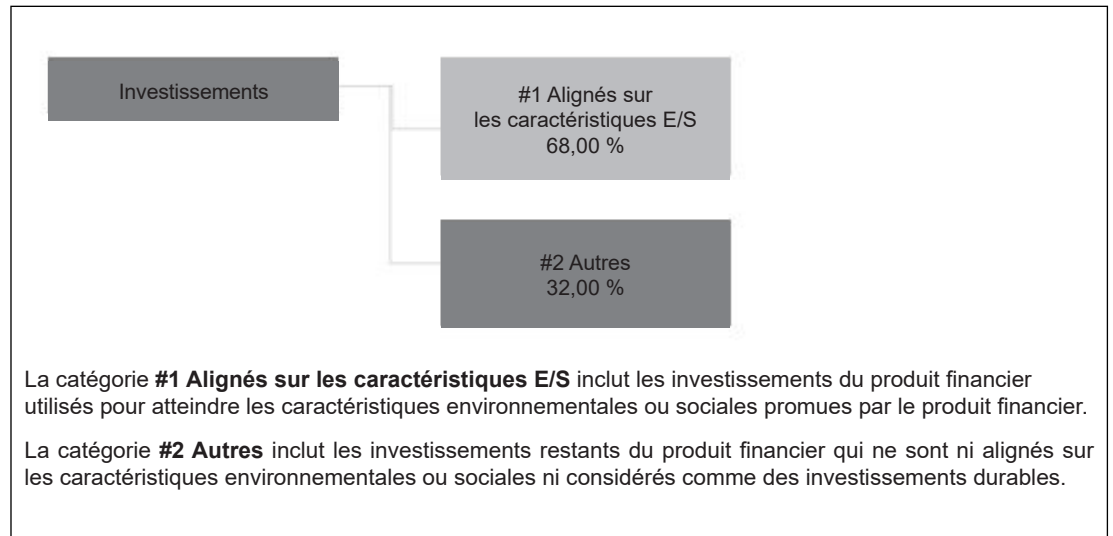 Investissements
#1 Alignés sur
les caractéristiques E/S
68,00 %
#2 Autres
32,00 %
La catégorie #1 Alignés sur les caractéristiques E/S inclut les investissements du produit financier
utilisés pour atteindre les caractéristiques environnementales ou sociales promues par le produit financier.
La catégorie #2 Autres inclut les investissements restants du produit financier qui ne sont ni alignés sur
les caractéristiques environnementales ou sociales ni considérés comme des investissements durables.